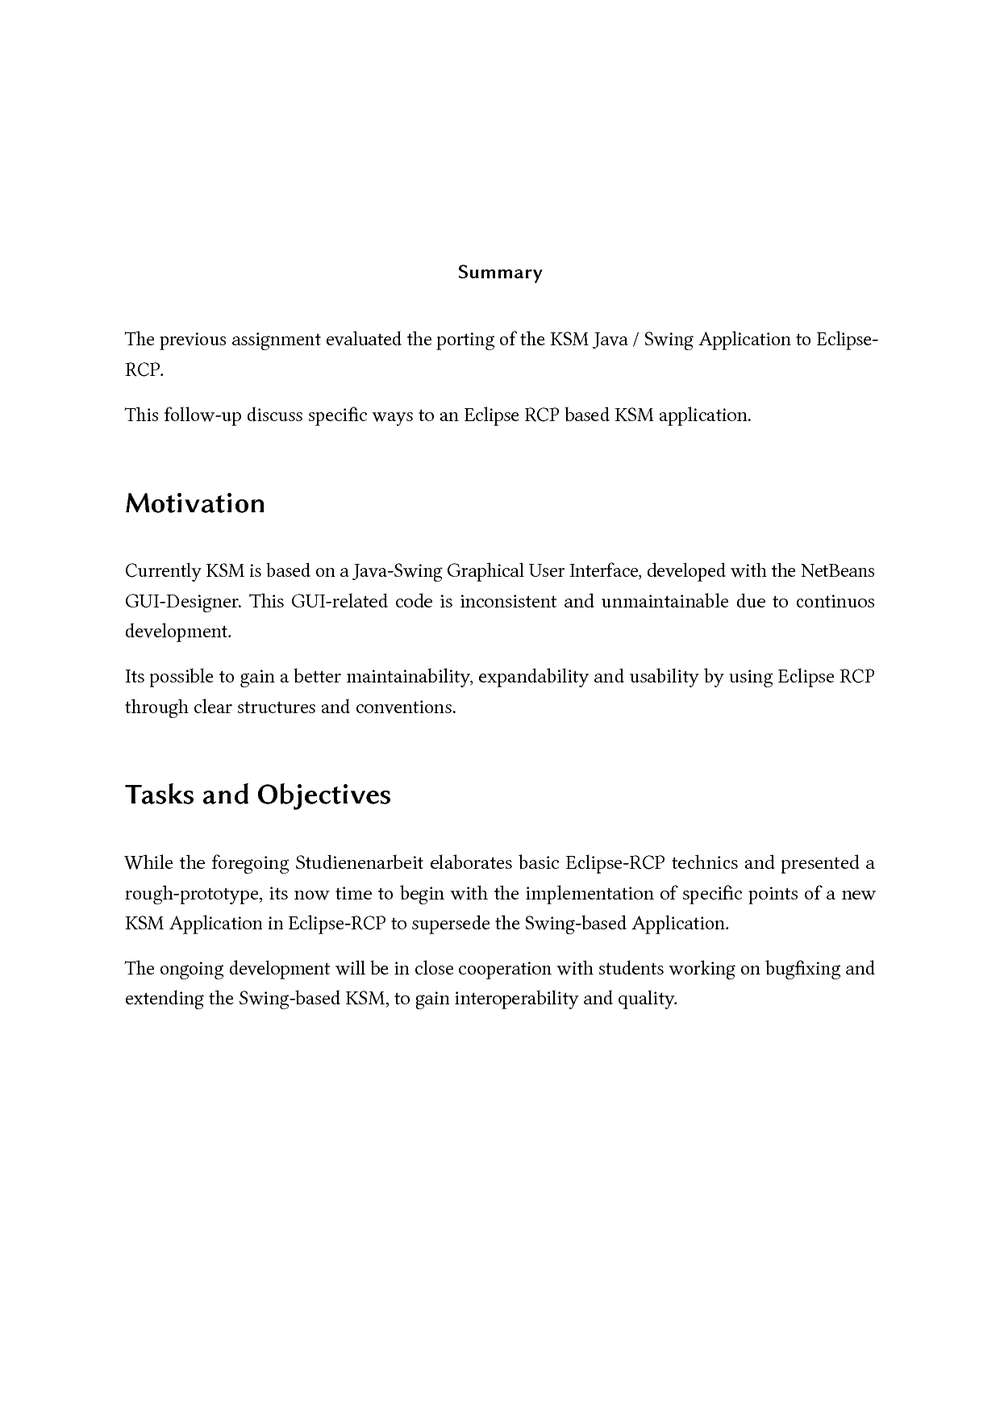 Summary
The previous assignment evaluated the porting of the KSM Java / Swing Application to Eclipse-
RCP.
This follow-up discuss specific ways to an Eclipse RCP based KSM application.
Motivation
Currently KSM is based on a Java-Swing Graphical User Interface, developed with the NetBeans
GUI-Designer. This GUI-related code is inconsistent and unmaintainable due to continuos
development.
Its possible to gain a better maintainability, expandability and usability by using Eclipse RCP
through clear structures and conventions.
Tasks and Objectives
While the foregoing Studienenarbeit elaborates basic Eclipse-RCP technics and presented a
rough-prototype, its now time to begin with the implementation of specific points of a new
KSM Application in Eclipse-RCP to supersede the Swing-based Application.
The ongoing development will be in close cooperation with students working on bugfixing and
extending the Swing-based KSM, to gain interoperability and quality.